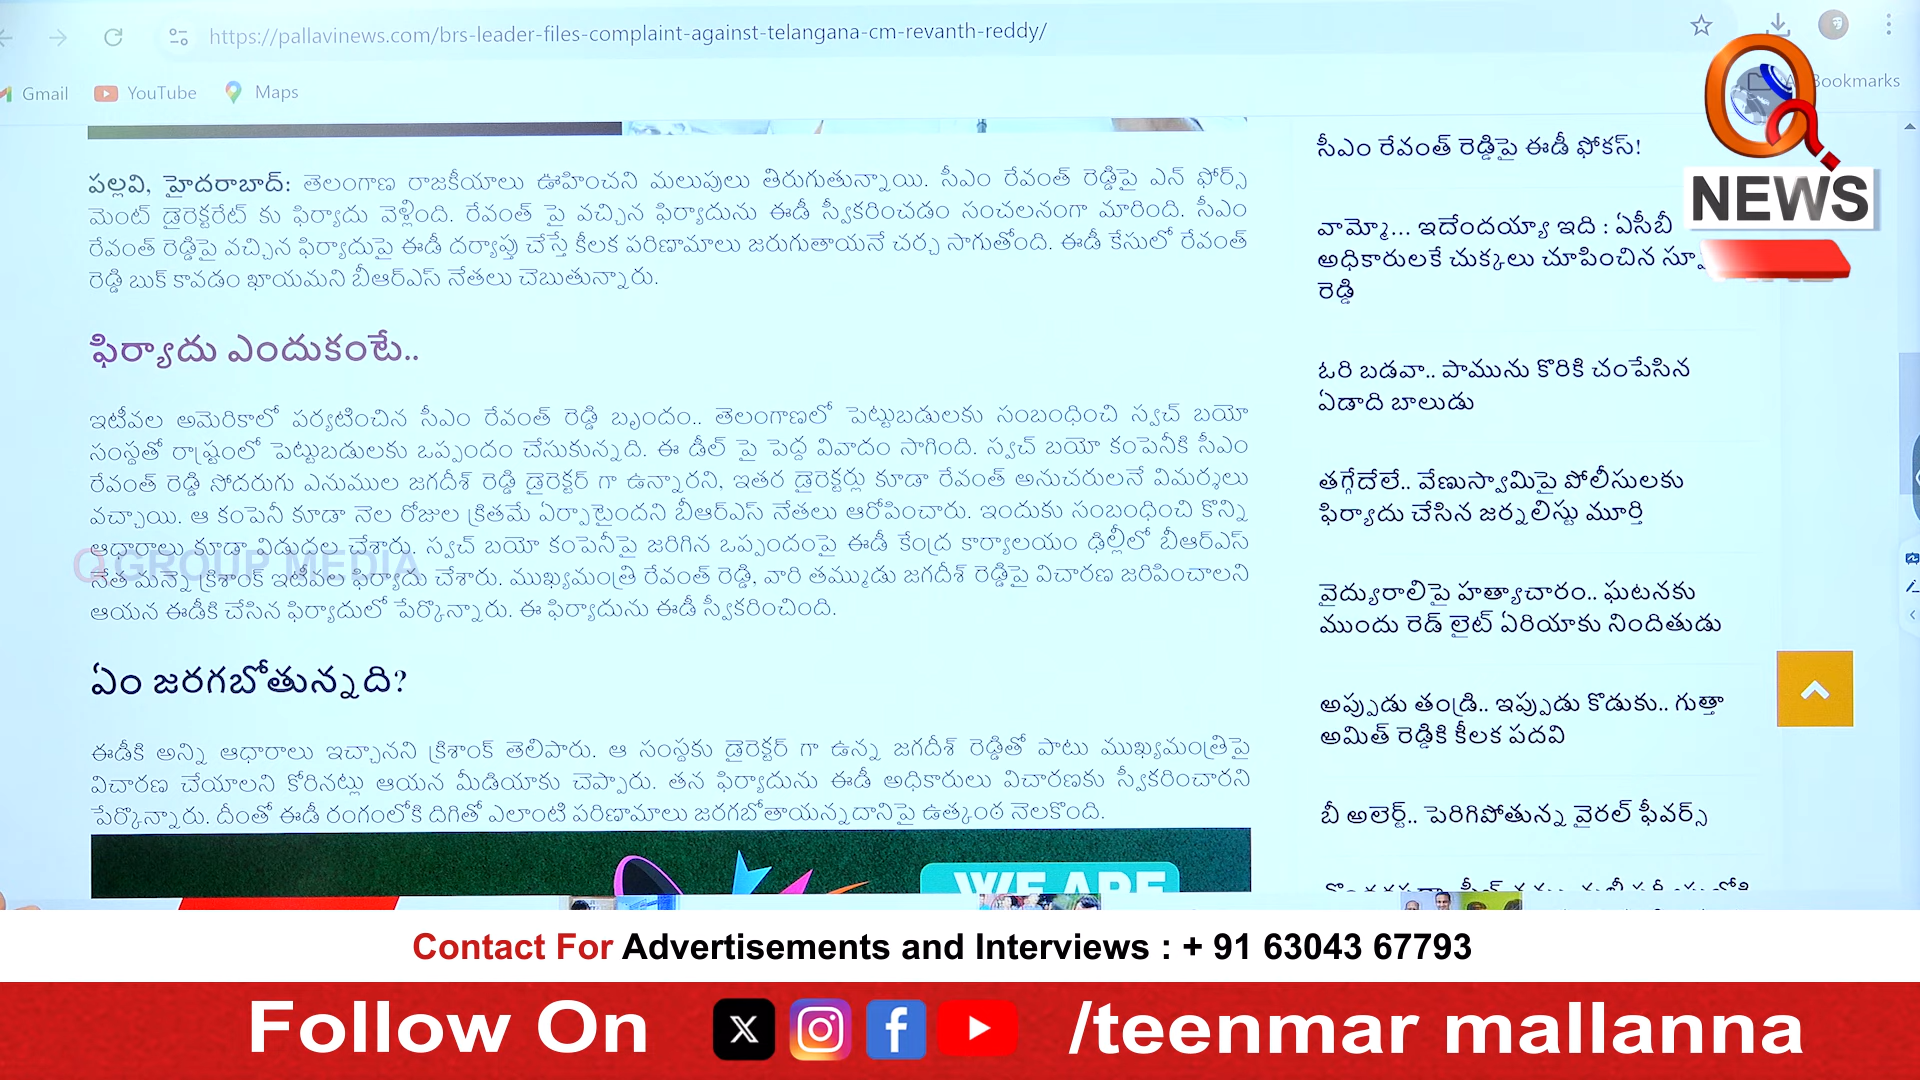 https://pallavinews.com/brs-leader-files-complaint-against-telangana-cm-revanth-reddy/
Gmail
YouTube
Maps
Bookmarks
NEWS
పల్లవి, హైదరాబాద్: తెలంగాణ రాజకీయాలు ఊహించని మలుపులు తిరుగుతున్నాయి. సీఎం రేవంత్ రెడ్డిపై ఎన్ ఫోర్స్
మెంట్ డైరెక్టరేట్ కు ఫిర్యాదు వెళ్లింది. రేవంత్ పై వచ్చిన ఫిర్యాదును ఈడీ స్వీకరించడం సంచలనంగా మారింది. సీఎం
రేవంత్ రెడ్డిపై వచ్చిన ఫిర్యాదుపై ఈడీ దర్యాప్తు చేస్తే కీలక పరిణామాలు జరుగుతాయనే చర్చ సాగుతోంది. ఈడీ కేసులో రేవంత్
రెడ్డి బుక్ కావడం ఖాయమని బీఆర్ఎస్ నేతలు చెబుతున్నారు.
ఫిర్యాదు ఎందుకంటే..
ఇటీవల అమెరికాలో పర్యటించిన సీఎం రేవంత్ రెడ్డి బృందం.. తెలంగాణలో పెట్టుబడులకు సంబంధించి స్వచ్ బయో
సంస్థతో రాష్ట్రంలో పెట్టుబడులకు ఒప్పందం చేసుకున్నది. ఈ డీల్ పై పెద్ద వివాదం సాగింది. స్వచ్ బయో కంపెనీకి సీఎం
రేవంత్ రెడ్డి సోదరుగు ఎనుముల జగదీశ్ రెడ్డి డైరెక్టర్ గా ఉన్నారని, ఇతర డైరెక్టర్లు కూడా రేవంత్ అనుచరులనే విమర్శలు
వచ్చాయి. ఆ కంపెనీ కూడా నెల రోజుల క్రితమే ఏర్పాటైందని బీఆర్ఎస్ నేతలు ఆరోపించారు. ఇందుకు సంబంధించి కొన్ని
ఆధారాలు కూడా విడుదల చేశారు. స్వచ్ బయో కంపెనీపై జరిగిన ఒప్పందంపై ఈడీ కేంద్ర కార్యాలయం ఢిల్లీలో బీఆర్ఎస్
నేత మన్నె క్రిశాంక్ ఇటీవల ఫిర్యాదు చేశారు. ముఖ్యమంత్రి రేవంత్ రెడ్డి, వారి తమ్ముడు జగదీశ్ రెడ్డిపై విచారణ జరిపించాలని
ఆయన ఈడీకి చేసిన ఫిర్యాదులో పేర్కొన్నారు. ఈ ఫిర్యాదును ఈడీ స్వీకరించింది.
Q GROUP MEDIA
ఏం జరగబోతున్నది?
ఈడీకి అన్ని ఆధారాలు ఇచ్చానని క్రిశాంక్ తెలిపారు. ఆ సంస్థకు డైరెక్టర్ గా ఉన్న జగదీశ్ రెడ్డితో పాటు ముఖ్యమంత్రిపై
విచారణ చేయాలని కోరినట్లు ఆయన మీడియాకు చెప్పారు. తన ఫిర్యాదును ఈడీ అధికారులు విచారణకు స్వీకరించారని
పేర్కొన్నారు. దీంతో ఈడీ రంగంలోకి దిగితో ఎలాంటి పరిణామాలు జరగబోతాయన్నదానిపై ఉత్కంఠ నెలకొంది.
WE ARE
సీఎం రేవంత్ రెడ్డిపై ఈడీ ఫోకస్!
వామ్మో... ఇదేందయ్యా ఇది : ఏసీబీ
అధికారులకే చుక్కలు చూపించిన
రెడ్డి
ఓరి బడవా.. పామును కొరికి చంపేసిన
ఏడాది బాలుడు
తగ్గేదేలే.. వేణుస్వామిపై పోలీసులకు
ఫిర్యాదు చేసిన జర్నలిస్టు మూర్తి
వైద్యురాలిపై హత్యాచారం.. ఘటనకు
ముందు రెడ్ లైట్ ఏరియాకు నిందితుడు
అప్పుడు తండ్రి.. ఇప్పుడు కొడుకు.. గుత్తా
అమిత్ రెడ్డికి కీలక పదవి
బీ అలెర్ట్.. పెరిగిపోతున్న వైరల్ ఫీవర్స్
Contact For Advertisements and Interviews : + 91 63043 67793
Follow On /teenmar mallanna